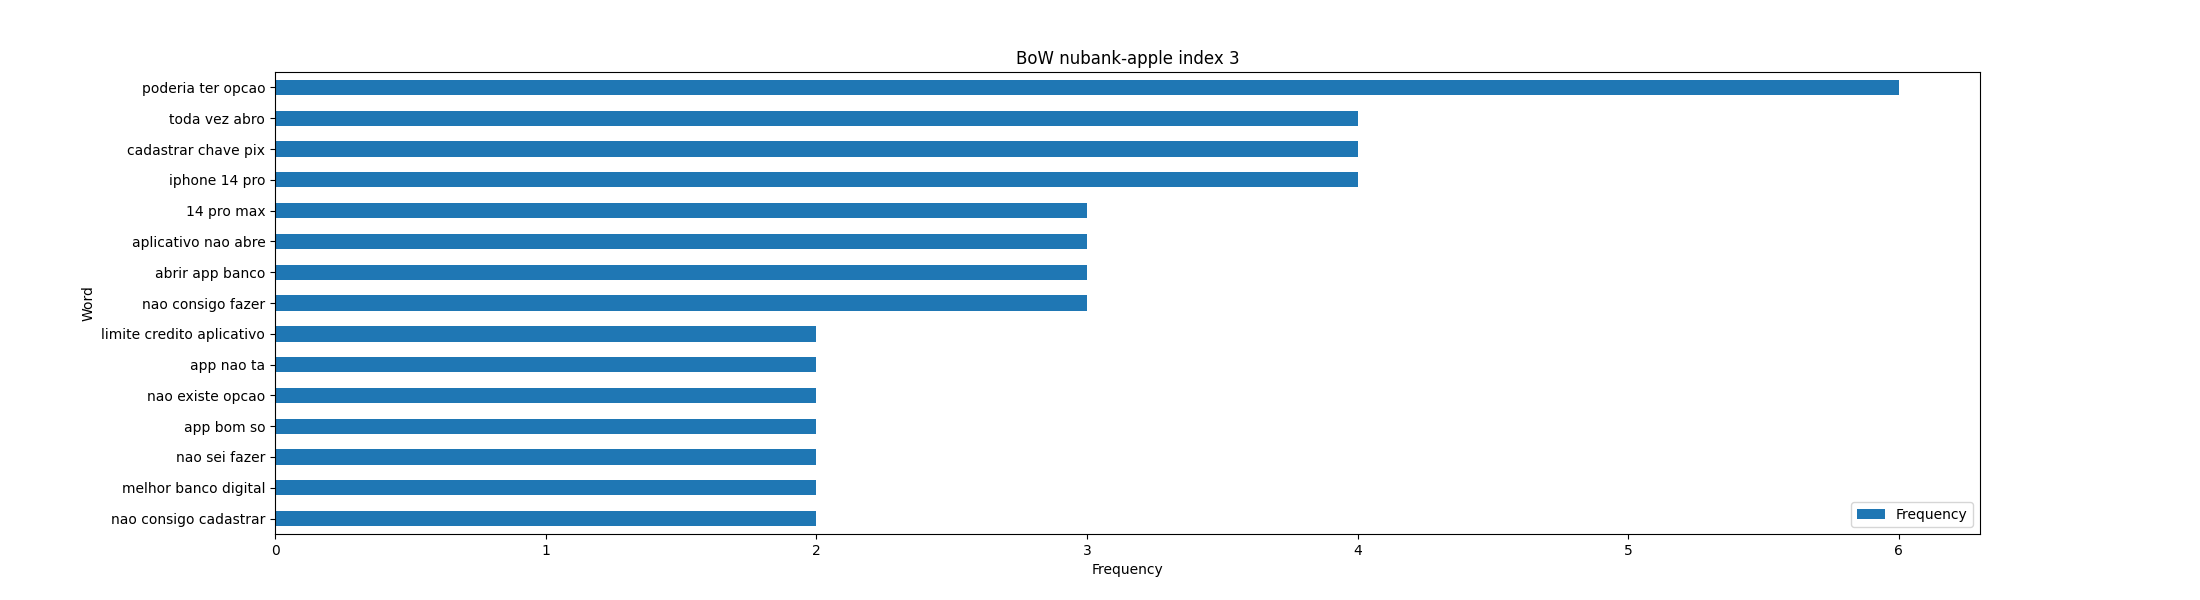 BoW nubank-apple index 3
poderia ter opcao
toda vez abro
cadastrar chave pix
iphone 14 pro
14 pro max
aplicativo nao abre
abrir app banco
nao consigo fazer
limite credito aplicativo
app nao ta
nao existe opcao
app bom so
nao sei fazer
melhor banco digital
nao consigo cadastrar
Word
0 1 2 3 4 5 6
Frequency
Frequency